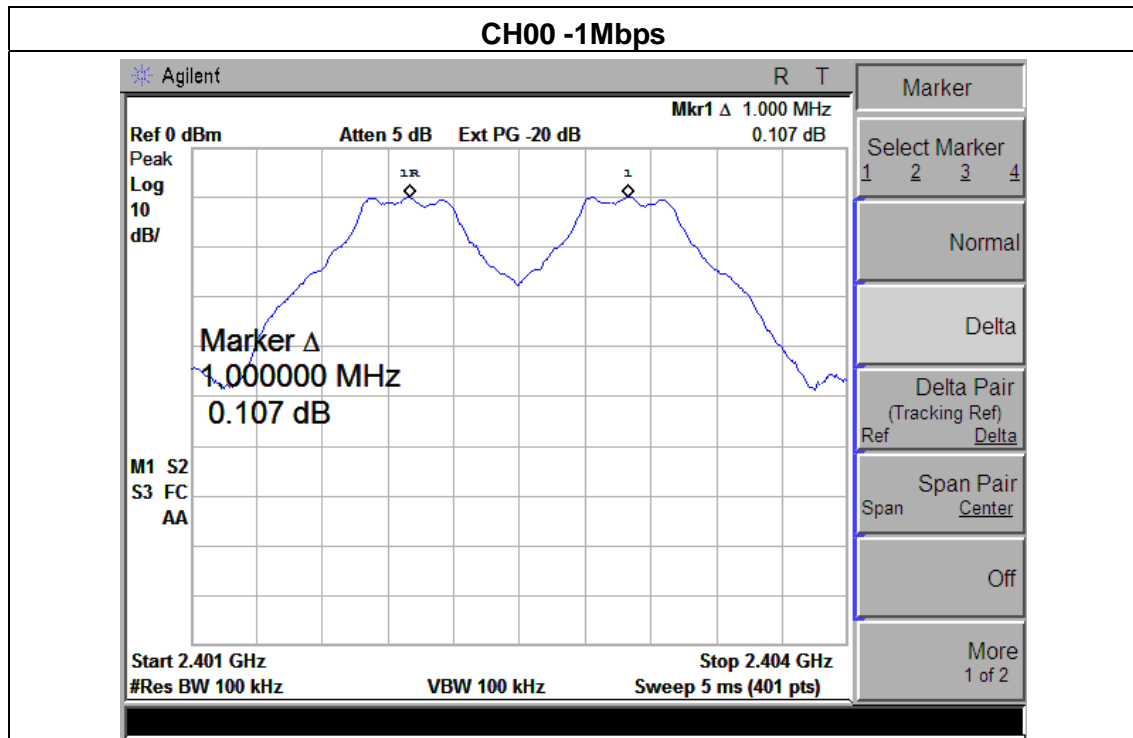 CH00 -1Mbps
Agilent R T
Mkr1 Δ 1.000 MHz
Ref 0 dBm Atten 5 dB Ext PG -20 dB 0.107 dB
Peak
Log
10
dB/
1R
1
Marker Δ
1.000000 MHz
0.107 dB
M1 S2
S3 FC
AA
Start 2.401 GHz Stop 2.404 GHz
#Res BW 100 kHz VBW 100 kHz Sweep 5 ms (401 pts)
Marker
Select Marker
1 2 3 4
Normal
Delta
Delta Pair
(Tracking Ref)
Ref Delta
Span Pair
Span Center
Off
More
1 of 2